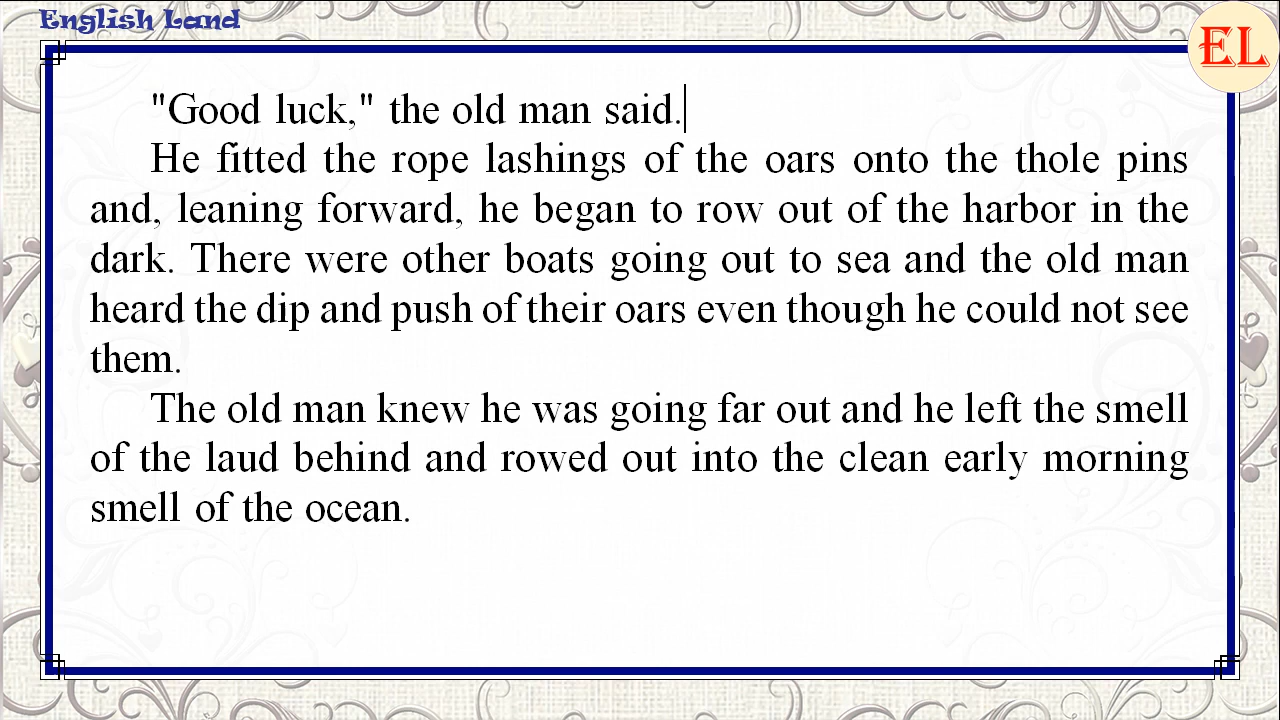 English Land
EL
"Good luck," the old man said.
He fitted the rope lashings of the oars onto the thole pins
and, leaning forward, he began to row out of the harbor in the
dark. There were other boats going out to sea and the old man
heard the dip and push of their oars even though he could not see
them.
The old man knew he was going far out and he left the smell
of the laud behind and rowed out into the clean early morning
smell of the ocean.